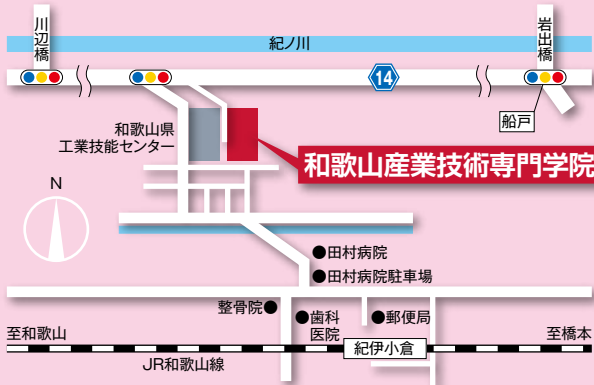 川辺橋
紀ノ川
岩出橋
14
船戸
和歌山県
工業技能センター
和歌山産業技術専門学院
N
●田村病院
●田村病院駐車場
整骨院●
●歯科
医院
●郵便局
至和歌山
紀伊小倉
至橋本
JR和歌山線